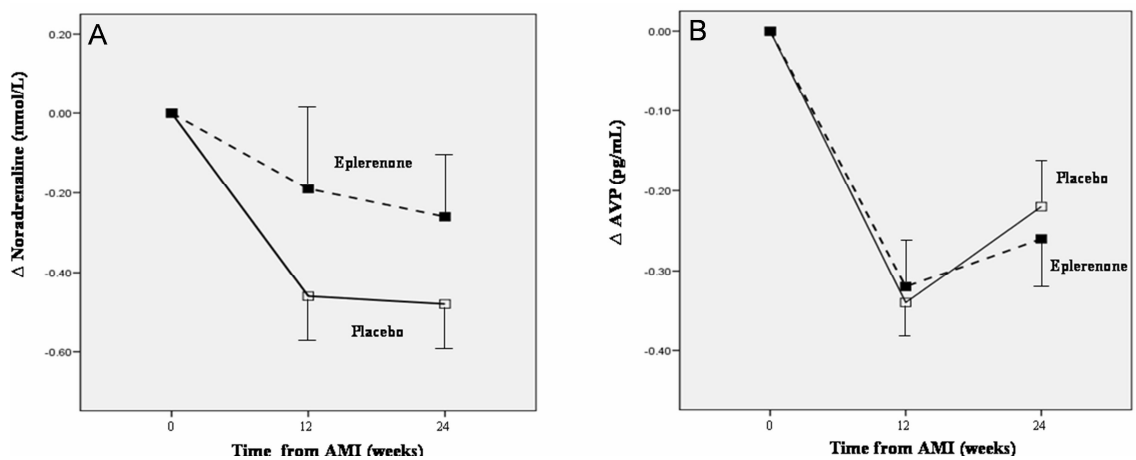 A
Δ Noradrenaline (nmol/L)
0.20
0.00
-0.20
-0.40
-0.60
Eplerenone
Placebo
0
12
24
Time from AMI (weeks)
B
Δ AVP (pg/mL)
0.00
-0.10
-0.20
-0.30
-0.40
Placebo
Eplerenone
0
12
24
Time from AMI (weeks)